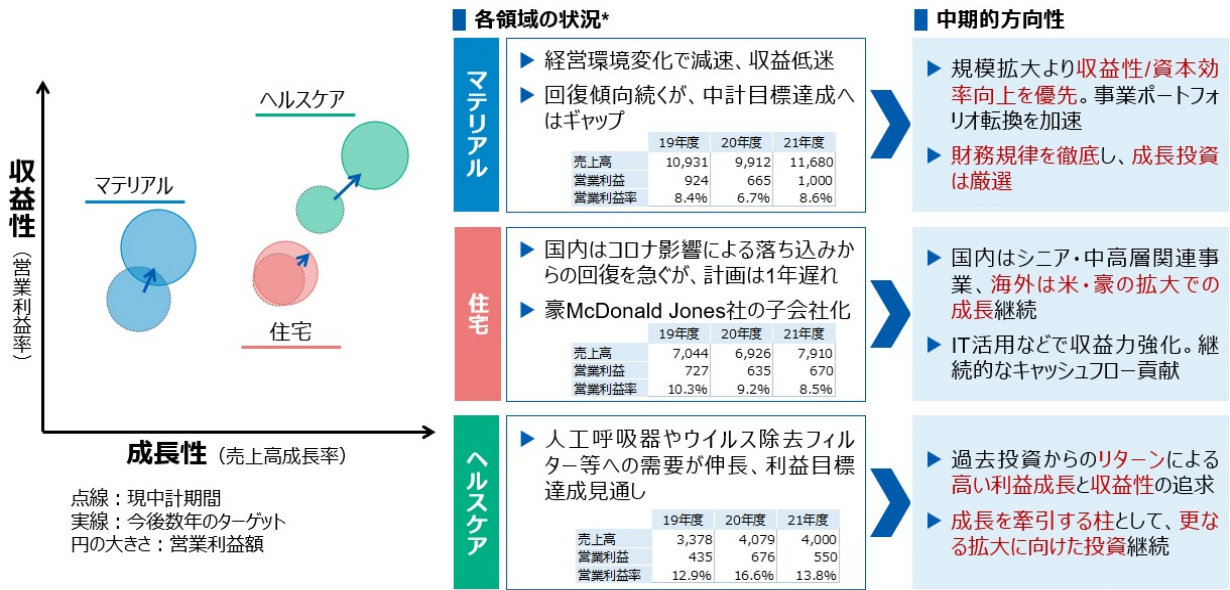 収益性
（営業利益率）
ヘルスケア
マテリアル
住宅
成長性（売上高成長率）
点線：現中計期間
実線：今後数年のターゲット
円の大きさ：営業利益額
各領域の状況*
中期的方向性
マテリアル
▶ 経営環境変化で減速、収益低迷
▶ 回復傾向続くが、中計目標達成へ
はギャップ
19年度 20年度 21年度
売上高 10,931 9,912 11,680
営業利益 924 665 1,000
営業利益率 8.4% 6.7% 8.6%
▶ 規模拡大より収益性/資本効
率向上を優先。事業ポートフォ
リオ転換を加速
▶ 財務規律を徹底し、成長投資
は厳選
住宅
▶ 国内はコロナ影響による落ち込みか
らの回復を急ぐが、計画は1年遅れ
▶ 豪McDonald Jones社の子会社化
19年度 20年度 21年度
売上高 7,044 6,926 7,910
営業利益 727 635 670
営業利益率 10.3% 9.2% 8.5%
▶ 国内はシニア・中高層関連事
業、海外は米・豪の拡大での
成長継続
▶ IT活用などで収益力強化。継
続的なキャッシュフロー貢献
ヘルスケア
▶ 人工呼吸器やウイルス除去フィル
ター等への需要が伸長、利益目標
達成見通し
19年度 20年度 21年度
売上高 3,378 4,079 4,000
営業利益 435 676 550
営業利益率 12.9% 16.6% 13.8%
▶ 過去投資からのリターンによる
高い利益成長と収益性の追求
▶ 成長を牽引する柱として、更な
る拡大に向けた投資継続